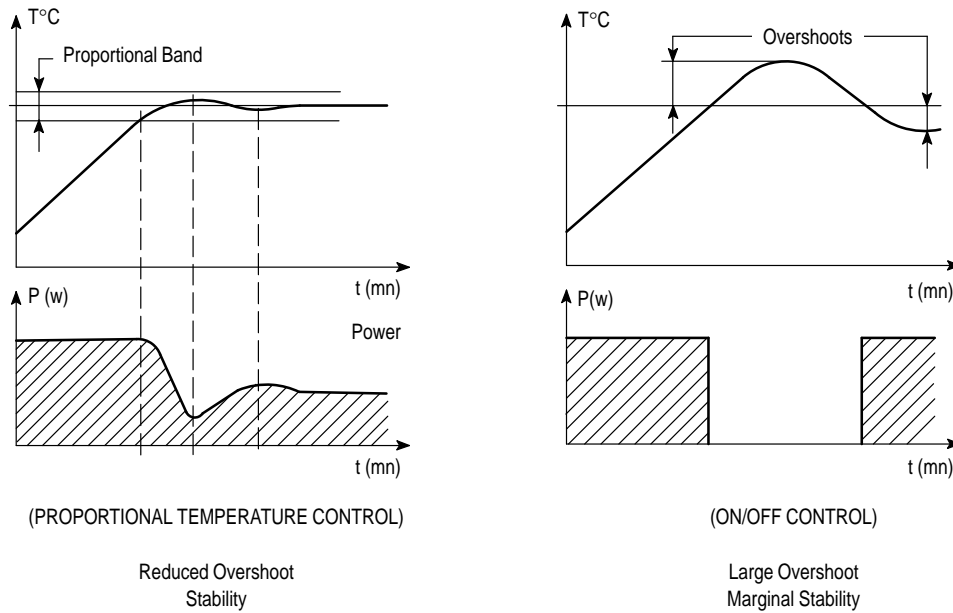 T°C
Proportional Band
t (mn)
P (w)
Power
t (mn)
(PROPORTIONAL TEMPERATURE CONTROL)
Reduced Overshoot
Stability
T°C
Overshoots
t (mn)
P(w)
t (mn)
(ON/OFF CONTROL)
Large Overshoot
Marginal Stability